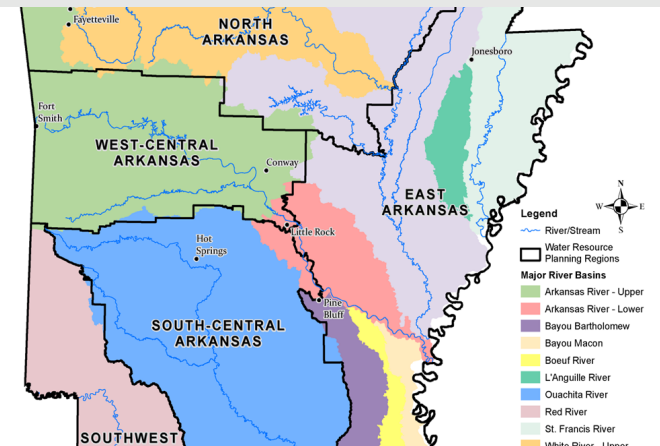 Fayetteville
NORTH
ARKANSAS
Jonesboro
Fort
Smith
WEST-CENTRAL
ARKANSAS
Conway
EAST
ARKANSAS
Little Rock
Hot
Springs
Pine
Bluff
SOUTH-CENTRAL
ARKANSAS
SOUTHWEST
N
W
E
S
Legend
River/Stream
Water Resource
Planning Regions
Major River Basins
Arkansas River - Upper
Arkansas River - Lower
Bayou Bartholomew
Bayou Macon
Boeuf River
L'Anguille River
Ouachita River
Red River
St. Francis River
White River - Upper